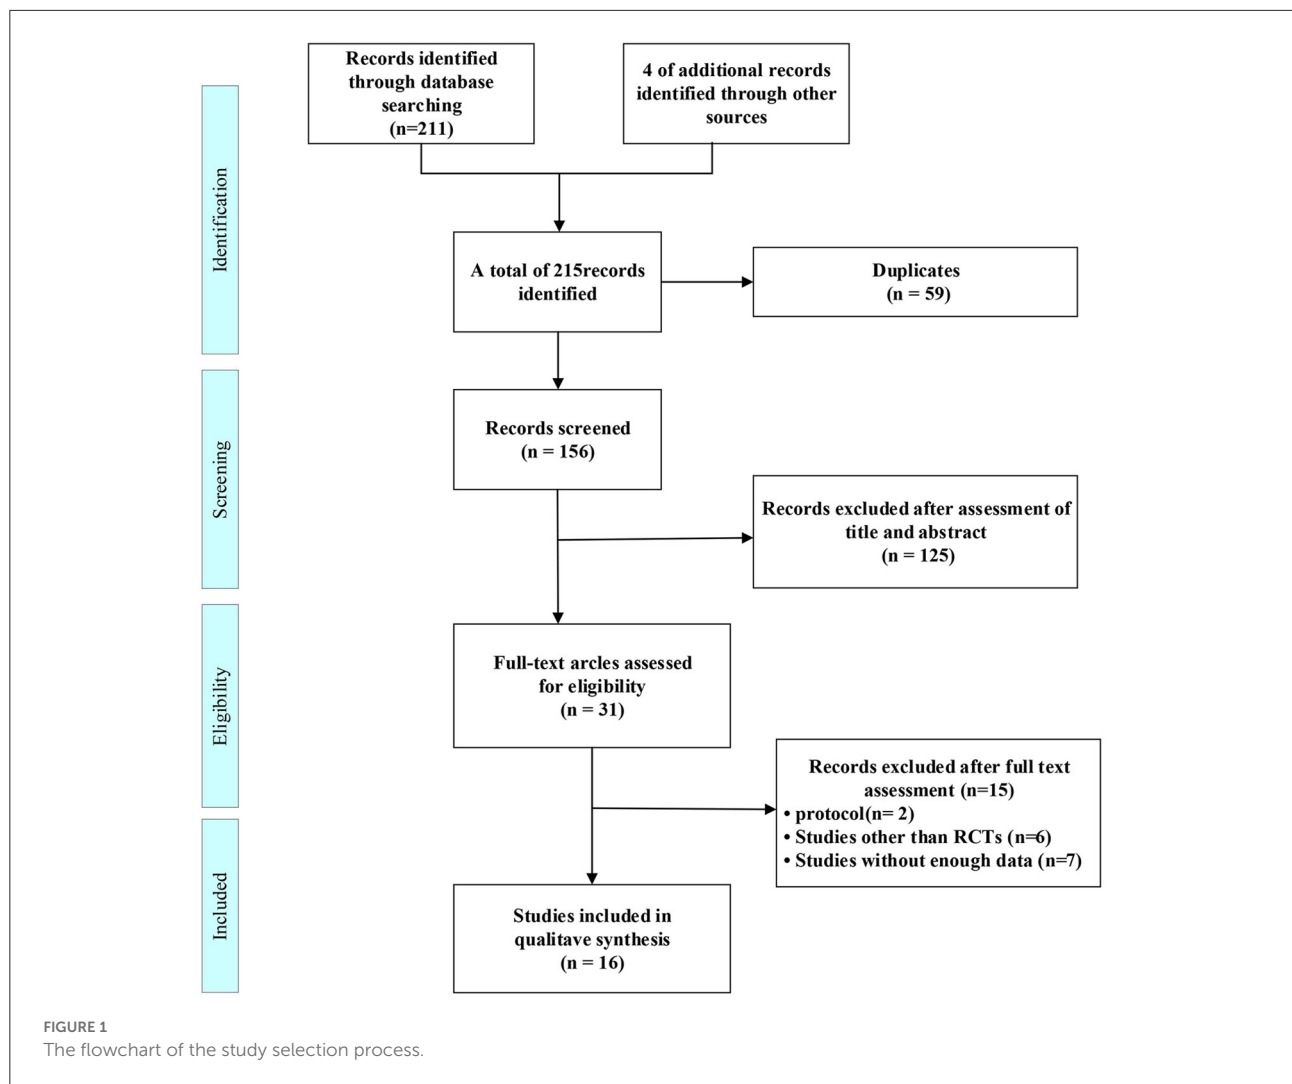 Records identified
through database
searching
(n=211)
4 of additional records
identified through other
sources
Identification
A total of 215records
identified
Duplicates
(n = 59)
Screening
Records screened
(n = 156)
Records excluded after assessment of
title and abstract
(n = 125)
Eligibility
Full-text arcles assessed
for eligibility
(n = 31)
Records excluded after full text
assessment (n=15)
• protocol(n= 2)
• Studies other than RCTs (n=6)
• Studies without enough data (n=7)
Included
Studies included in
qualitave synthesis
(n = 16)
FIGURE 1
The flowchart of the study selection process.